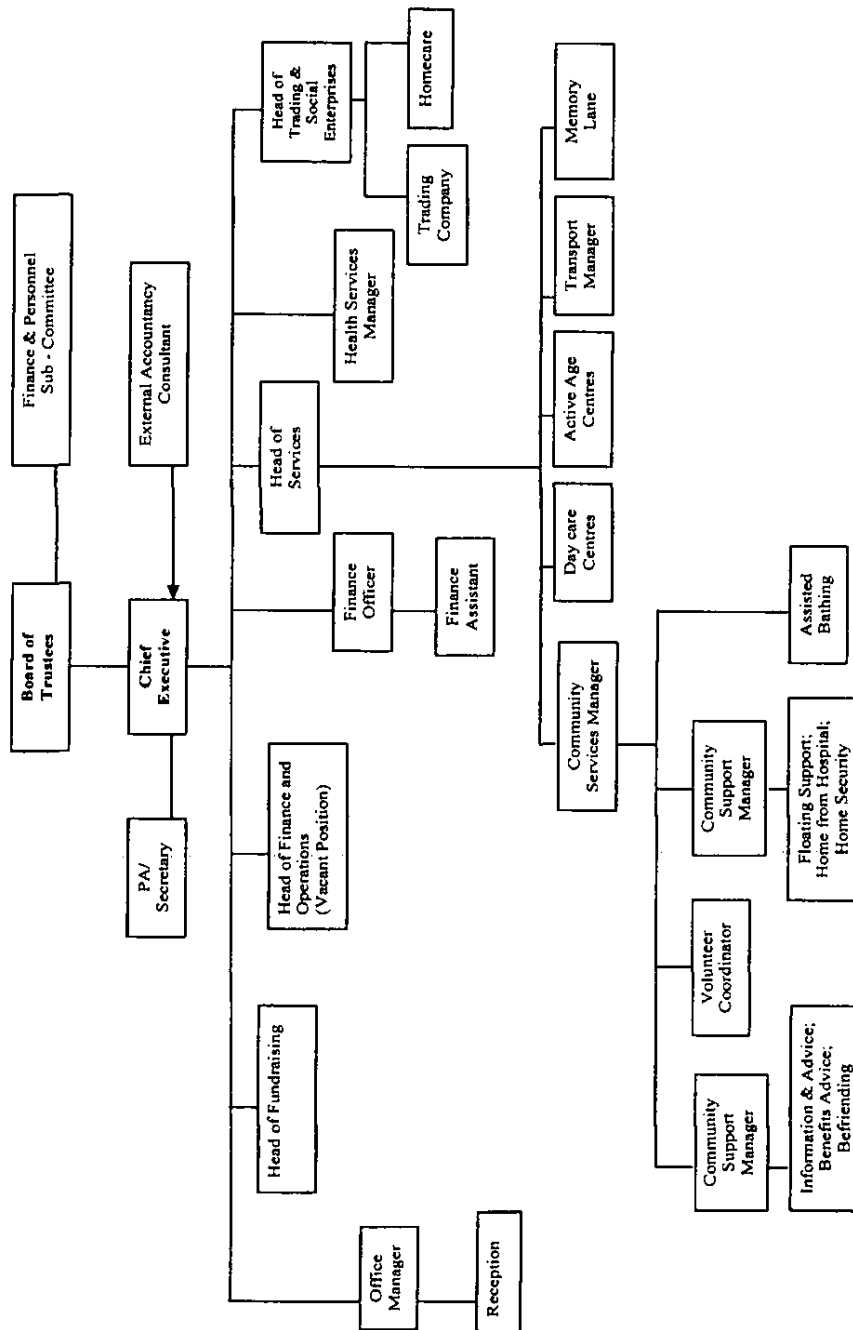 Board of
Trustees
Finance & Personnel
Sub - Committee
PA/
Secretary
Chief
Executive
External Accountancy
Consultant
Office
Manager
Reception
Head of Fundraising
Head of Finance and
Operations
(Vacant Position)
Finance
Officer
Finance
Assistant
Head of
Services
Health Services
Manager
Head of
Trading &
Social
Enterprises
Trading
Company
Homecare
Community
Services Manager
Day care
Centres
Active Age
Centres
Transport
Manager
Memory
Lane
Community
Support
Manager
Information & Advice;
Benefits Advice;
Befriending
Volunteer
Coordinator
Community
Support
Manager
Floating Support;
Home from Hospital;
Home Security
Assisted
Bathing